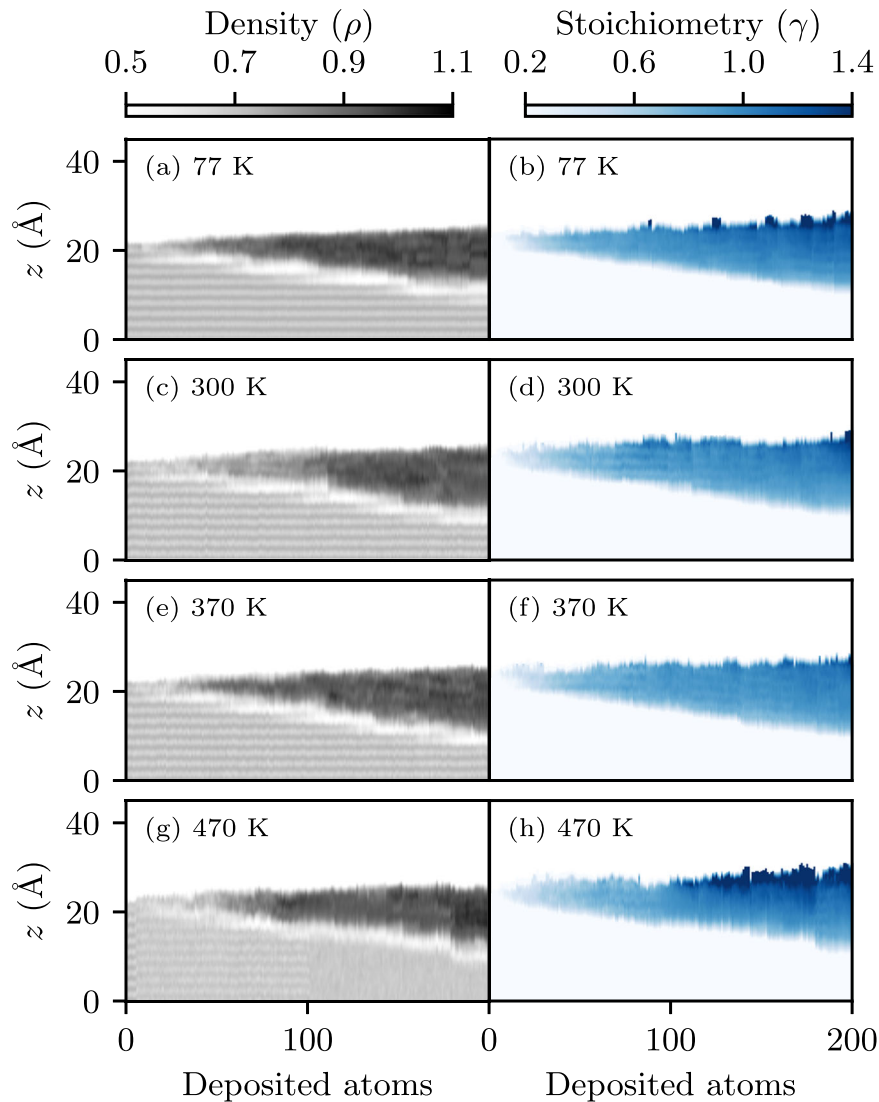 Density (ρ) Stoichiometry (γ)
0.5 0.7 0.9 1.1 0.2 0.6 1.0 1.4
(a) 77 K (b) 77 K
40
20
0
z (Å)
(c) 300 K (d) 300 K
40
20
0
z (Å)
(e) 370 K (f) 370 K
40
20
0
z (Å)
(g) 470 K (h) 470 K
40
20
0
z (Å)
0 100 0 100 200
Deposited atoms Deposited atoms